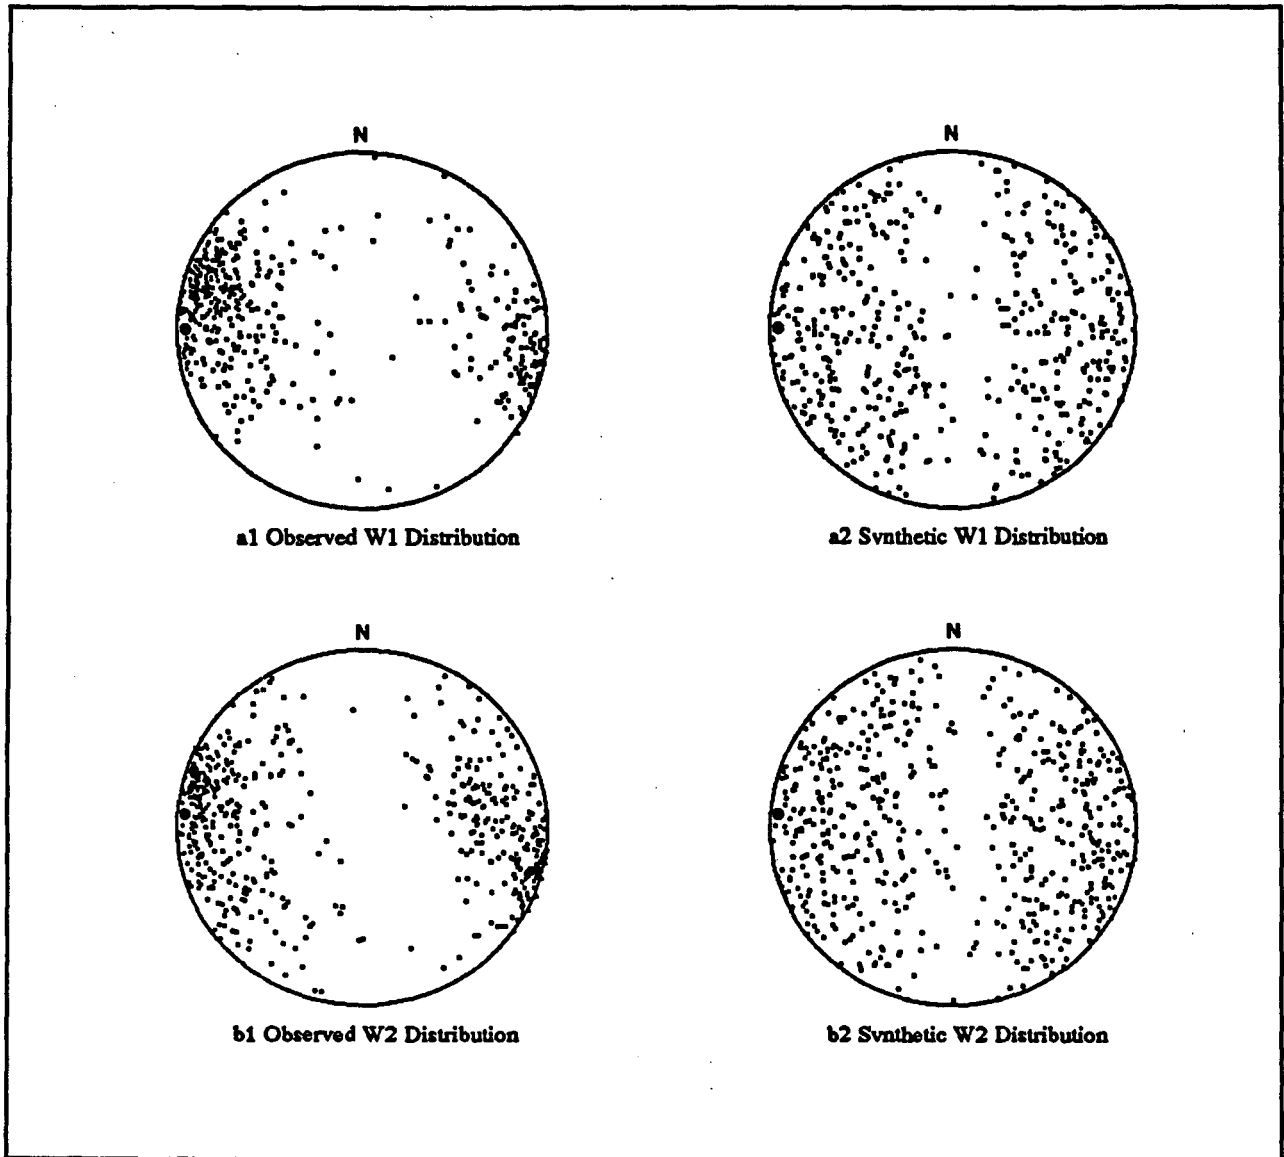 N
N
a1 Observed W1 Distribution
a2 Svnthetic W1 Distribution
N
N
b1 Observed W2 Distribution
b2 Svnthetic W2 Distribution